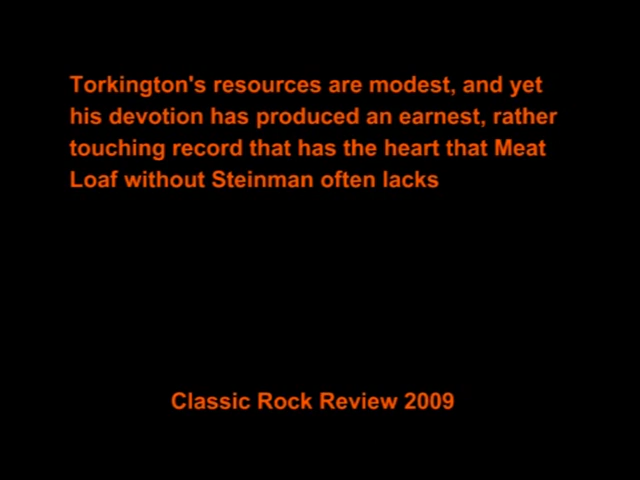 Torkington's resources are modest, and yet
his devotion has produced an earnest, rather
touching record that has the heart that Meat
Loaf without Steinman often lacks
Classic Rock Review 2009